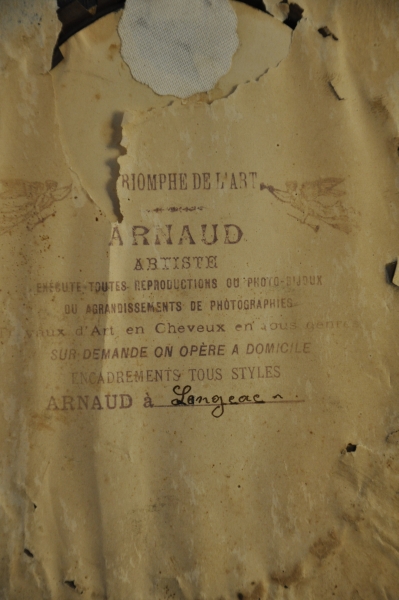 RIOMPHE DE L'ART
ARNAUD
ARTISTE
EXÉCUTE TOUTES REPRODUCTIONS OU PHOTO-BIJOUX
OU AGRANDISSEMENTS DE PHOTOGRAPHIES
vaux d'Art en Cheveux en Tous genres
SUR DEMANDE ON OPÈRE A DOMICILE
ENCADREMENTS TOUS STYLES
ARNAUD à Langeac